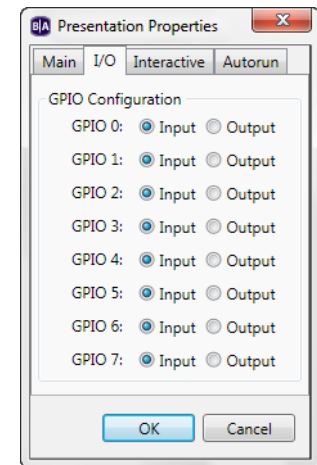 B|A Presentation Properties
Main I/O Interactive Autorun
GPIO Configuration
GPIO 0: Input Output
GPIO 1: Input Output
GPIO 2: Input Output
GPIO 3: Input Output
GPIO 4: Input Output
GPIO 5: Input Output
GPIO 6: Input Output
GPIO 7: Input Output
OK Cancel